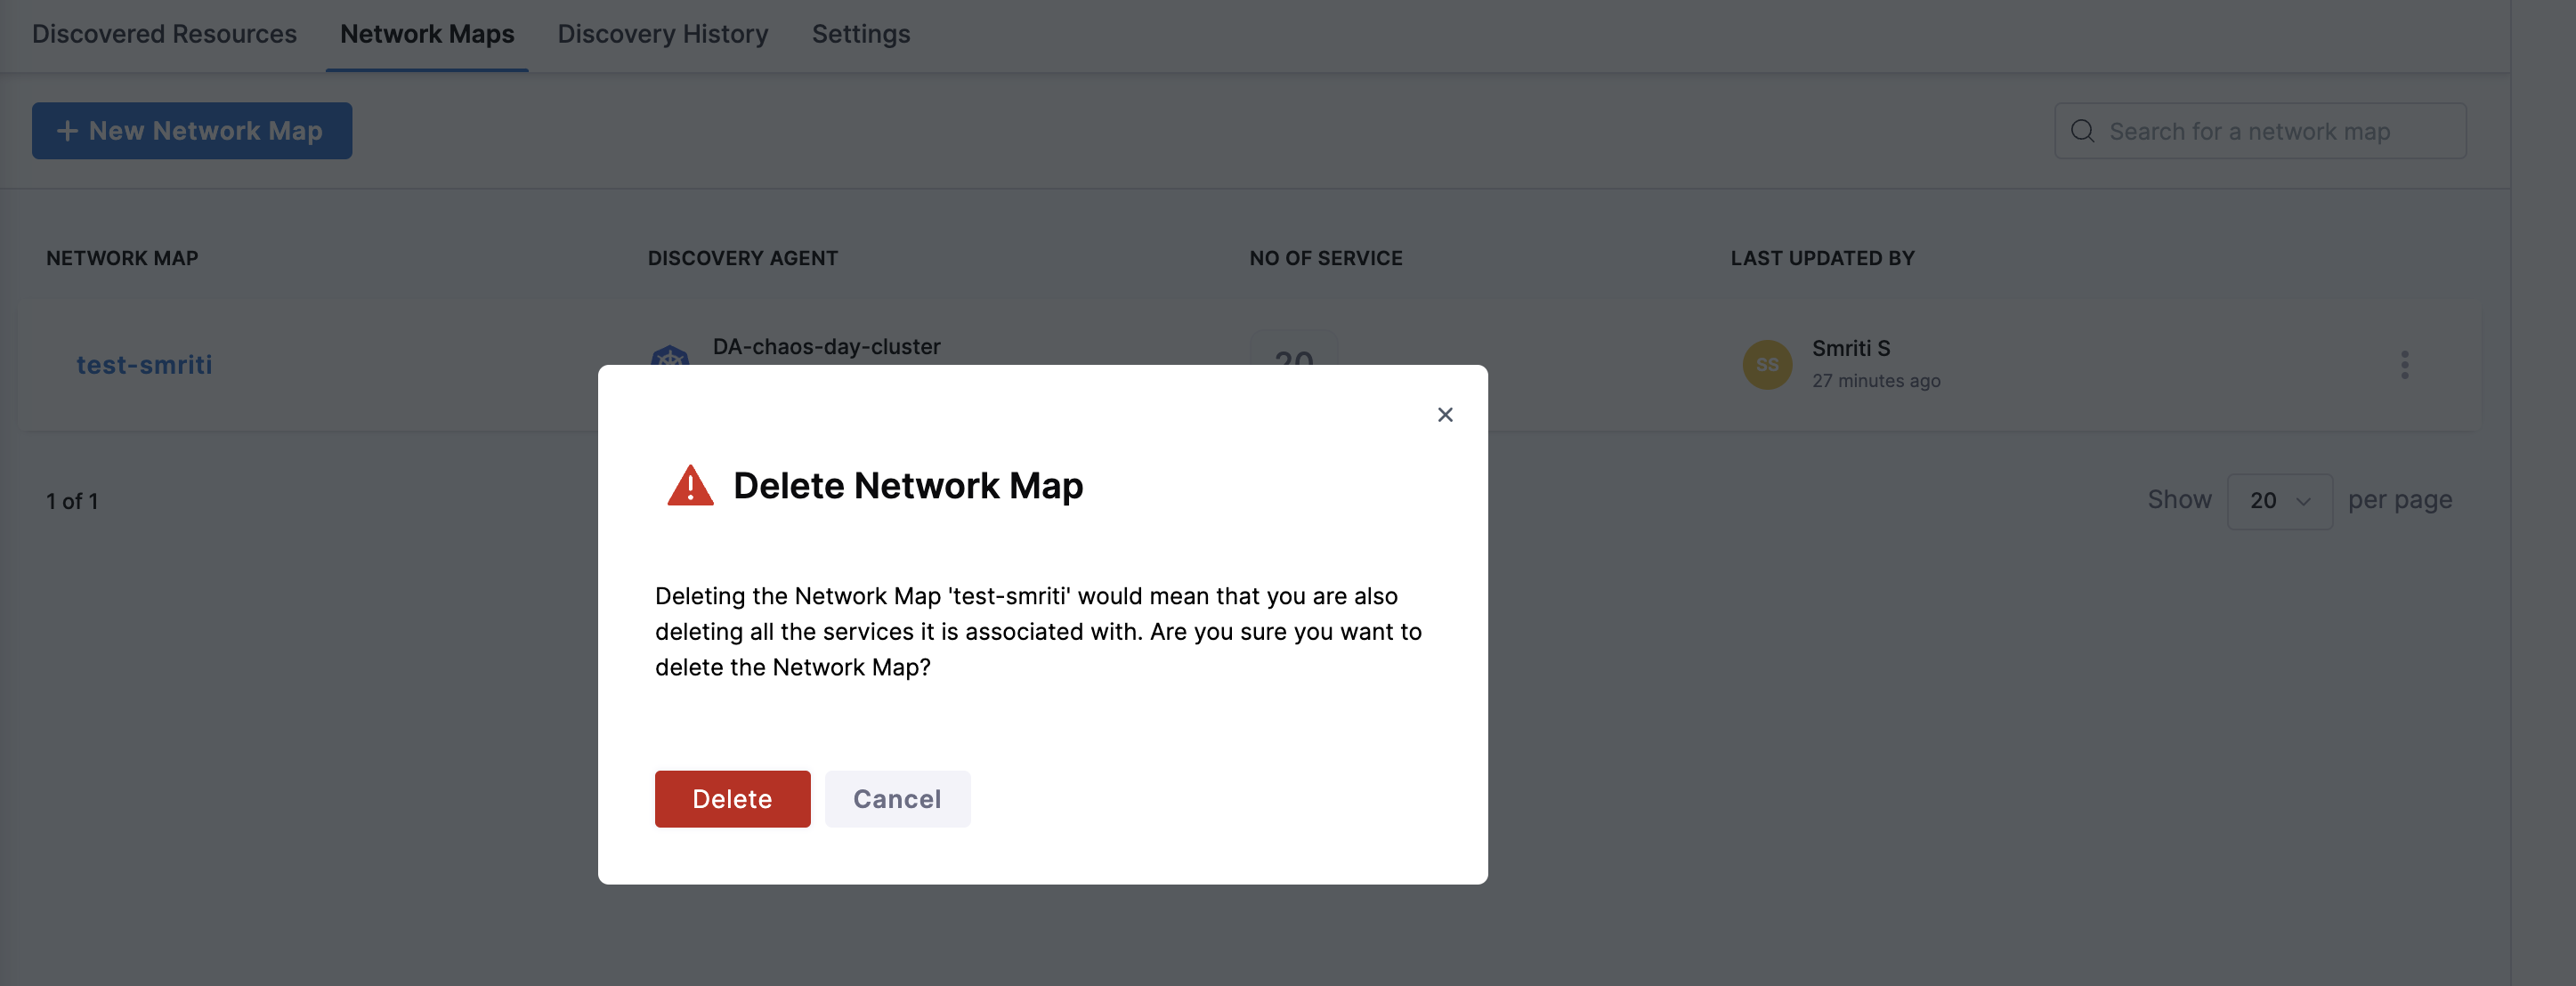 Discovered Resources Network Maps Discovery History Settings
+ New Network Map
Search for a network map
NETWORK MAP DISCOVERY AGENT NO OF SERVICE LAST UPDATED BY
test-smriti
DA-chaos-day-cluster
20
SS
Smriti S
27 minutes ago
Delete Network Map
Deleting the Network Map 'test-smriti' would mean that you are also
deleting all the services it is associated with. Are you sure you want to
delete the Network Map?
Delete Cancel
1 of 1
Show 20 per page